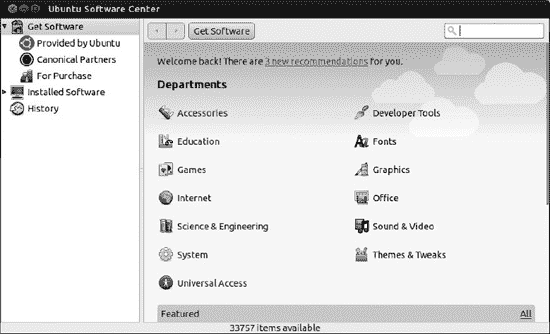 Ubuntu Software Center
Get Software
Provided by Ubuntu
Canonical Partners
For Purchase
Installed Software
History
Get Software
Welcome back! There are 3 new recommendations for you.
Departments
Accessories
Developer Tools
Education
Fonts
Games
Graphics
Internet
Office
Science & Engineering
Sound & Video
System
Themes & Tweaks
Universal Access
Featured
All
33757 items available